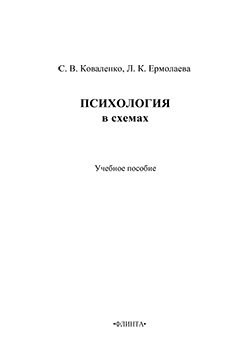 С. В. Коваленко, Л. К. Ермолаева
ПСИХОЛОГИЯ
в схемах
Учебное пособие
•ФЛИНТА•